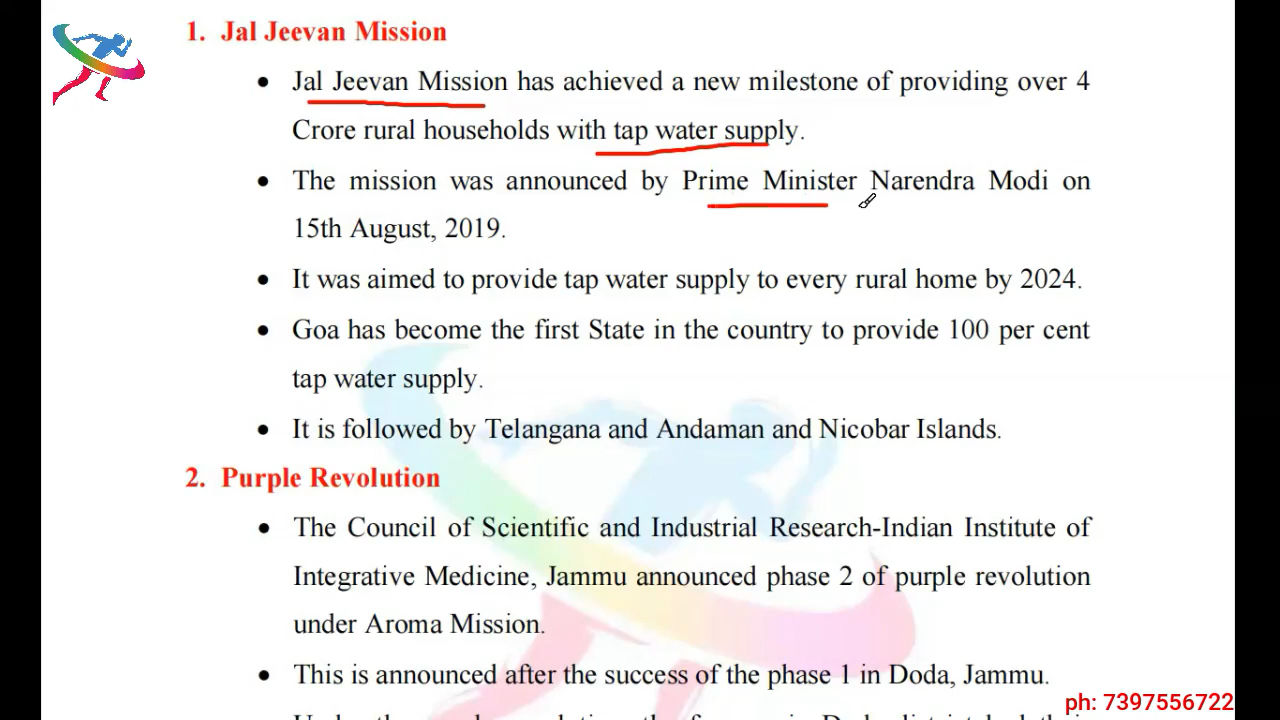 1. Jal Jeevan Mission
• Jal Jeevan Mission has achieved a new milestone of providing over 4
Crore rural households with tap water supply.
• The mission was announced by Prime Minister Narendra Modi on
15th August, 2019.
• It was aimed to provide tap water supply to every rural home by 2024.
• Goa has become the first State in the country to provide 100 per cent
tap water supply.
• It is followed by Telangana and Andaman and Nicobar Islands.
2. Purple Revolution
• The Council of Scientific and Industrial Research-Indian Institute of
Integrative Medicine, Jammu announced phase 2 of purple revolution
under Aroma Mission.
• This is announced after the success of the phase 1 in Doda, Jammu.
ph: 7397556722